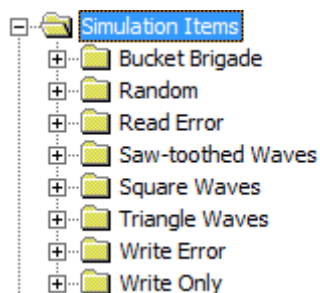 Simulation Items
Bucket Brigade
Random
Read Error
Saw-toothed Waves
Square Waves
Triangle Waves
Write Error
Write Only